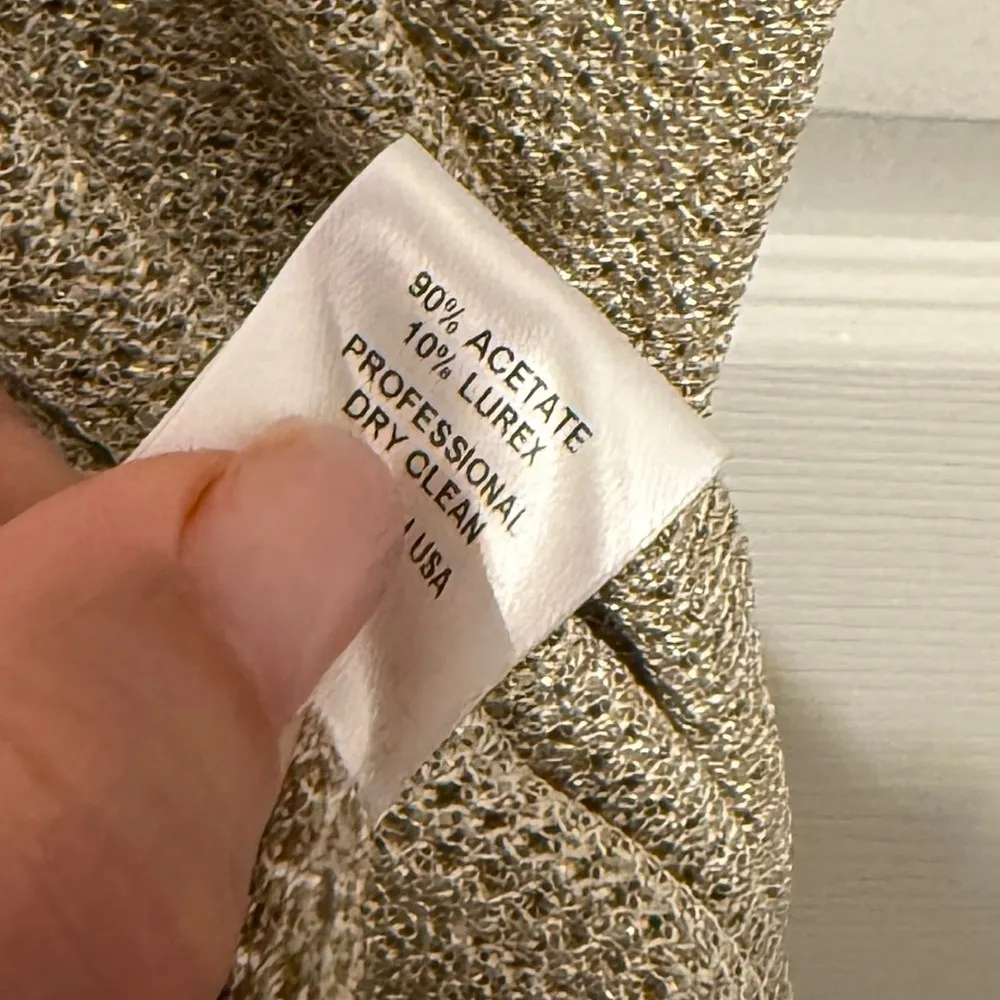 90% ACETATE
10% LUREX
PROFESSIONAL
DRY CLEAN
USA